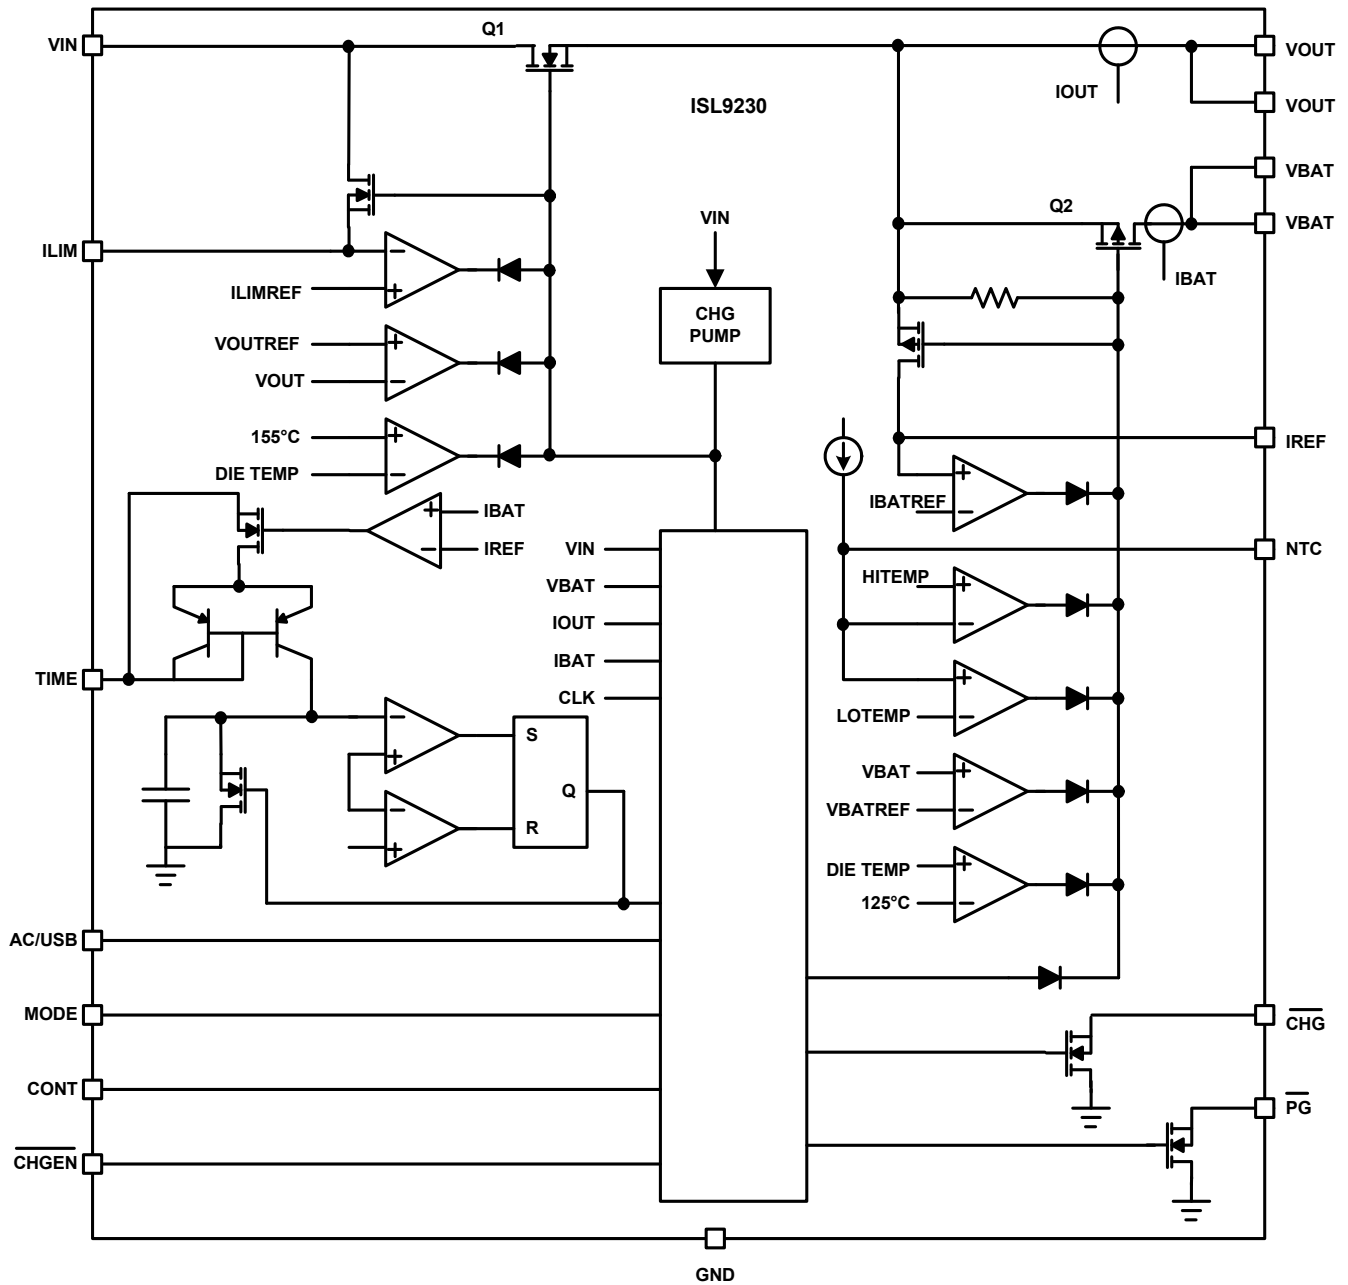 VIN
Q1
VOUT
IOUT
ISL9230
VOUT
VBAT
Q2
VIN
VBAT
ILIM
IBAT
ILIMREF
CHG
PUMP
VOUTREF
VOUT
155°C
IREF
DIE TEMP
+
−
IBATREF
IBAT
IREF
VIN
NTC
HITEMP
VBAT
IOUT
IBAT
TIME
CLK
LOTEMP
S
VBAT
Q
VBATREF
R
DIE TEMP
125°C
AC/USB
MODE
CHG
CONT
PG
CHGEN
GND